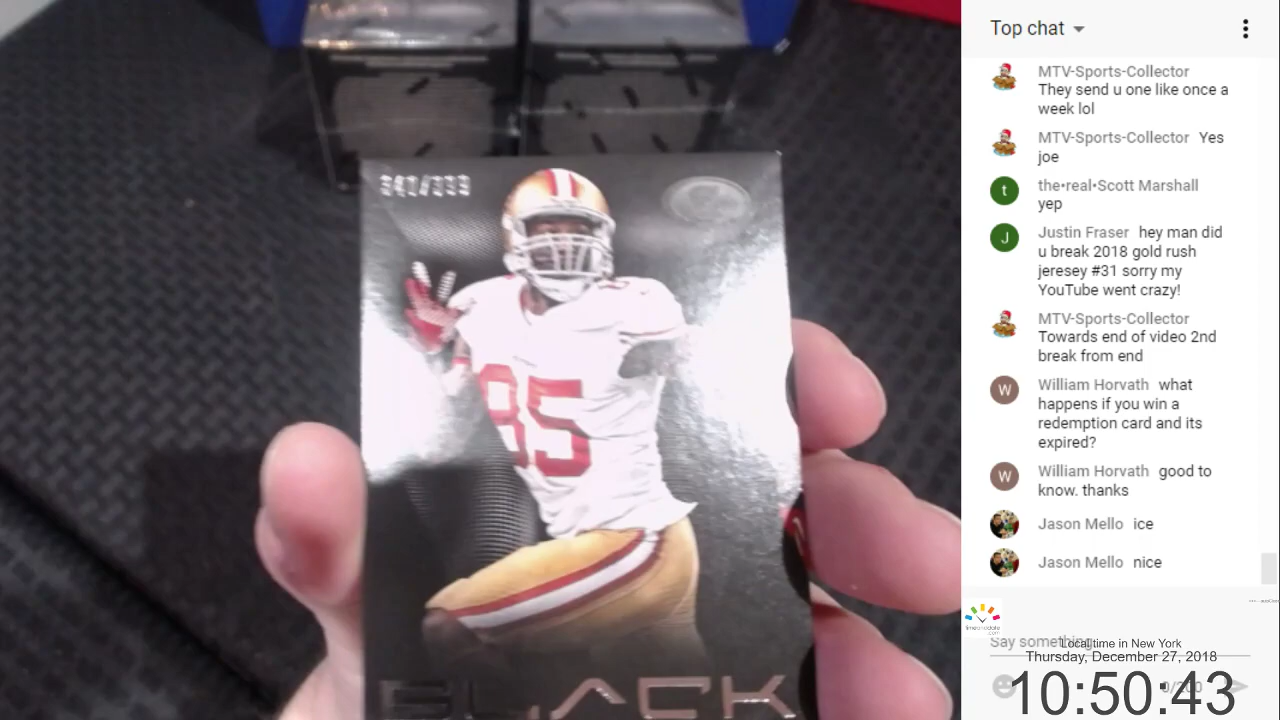 85
BLACK
Top chat
MTV-Sports-Collector
They send u one like once a
week lol
MTV-Sports-Collector Yes
joe
the•real•Scott Marshall
yep
Justin Fraser hey man did
u break 2018 gold rush
jeresey #31 sorry my
YouTube went crazy!
MTV-Sports-Collector
Towards end of video 2nd
break from end
William Horvath what
happens if you win a
redemption card and its
expired?
William Horvath good to
know. thanks
Jason Mello ice
Jason Mello nice
Say something...
Local time in New York
Thursday, December 27, 2018
10:50:43